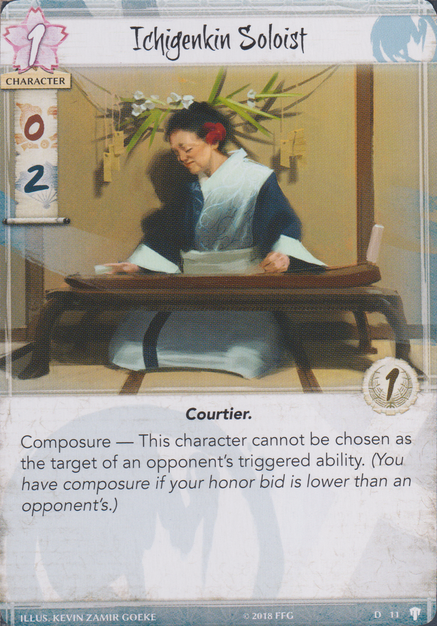 1
Ichigenkin Soloist
CHARACTER
0
2
1
Courtier.
Composure — This character cannot be chosen as
the target of an opponent's triggered ability. (You
have composure if your honor bid is lower than an
opponent's.)
ILLUS. KEVIN ZAMIR GOEKE © 2018 FFG D 11